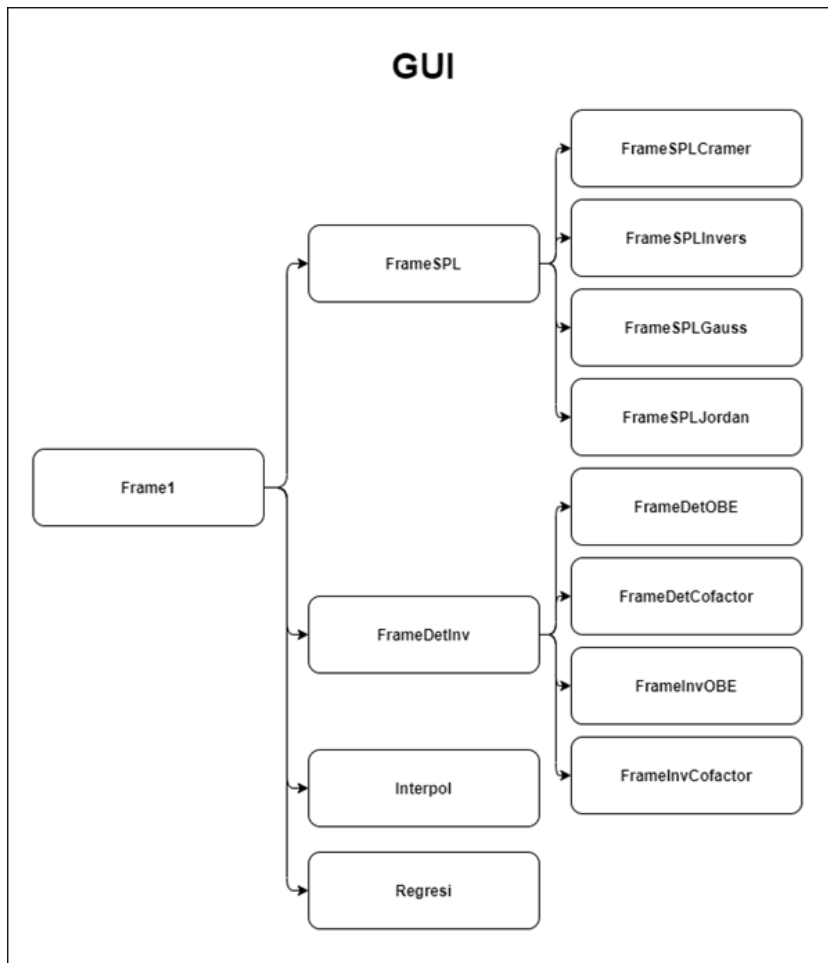 GUI
Frame1
FrameSPL
FrameSPLCramer
FrameSPLInvers
FrameSPLGauss
FrameSPLJordan
FrameDetInv
FrameDetOBE
FrameDetCofactor
FrameInvOBE
FrameInvCofactor
Interpol
Regresi